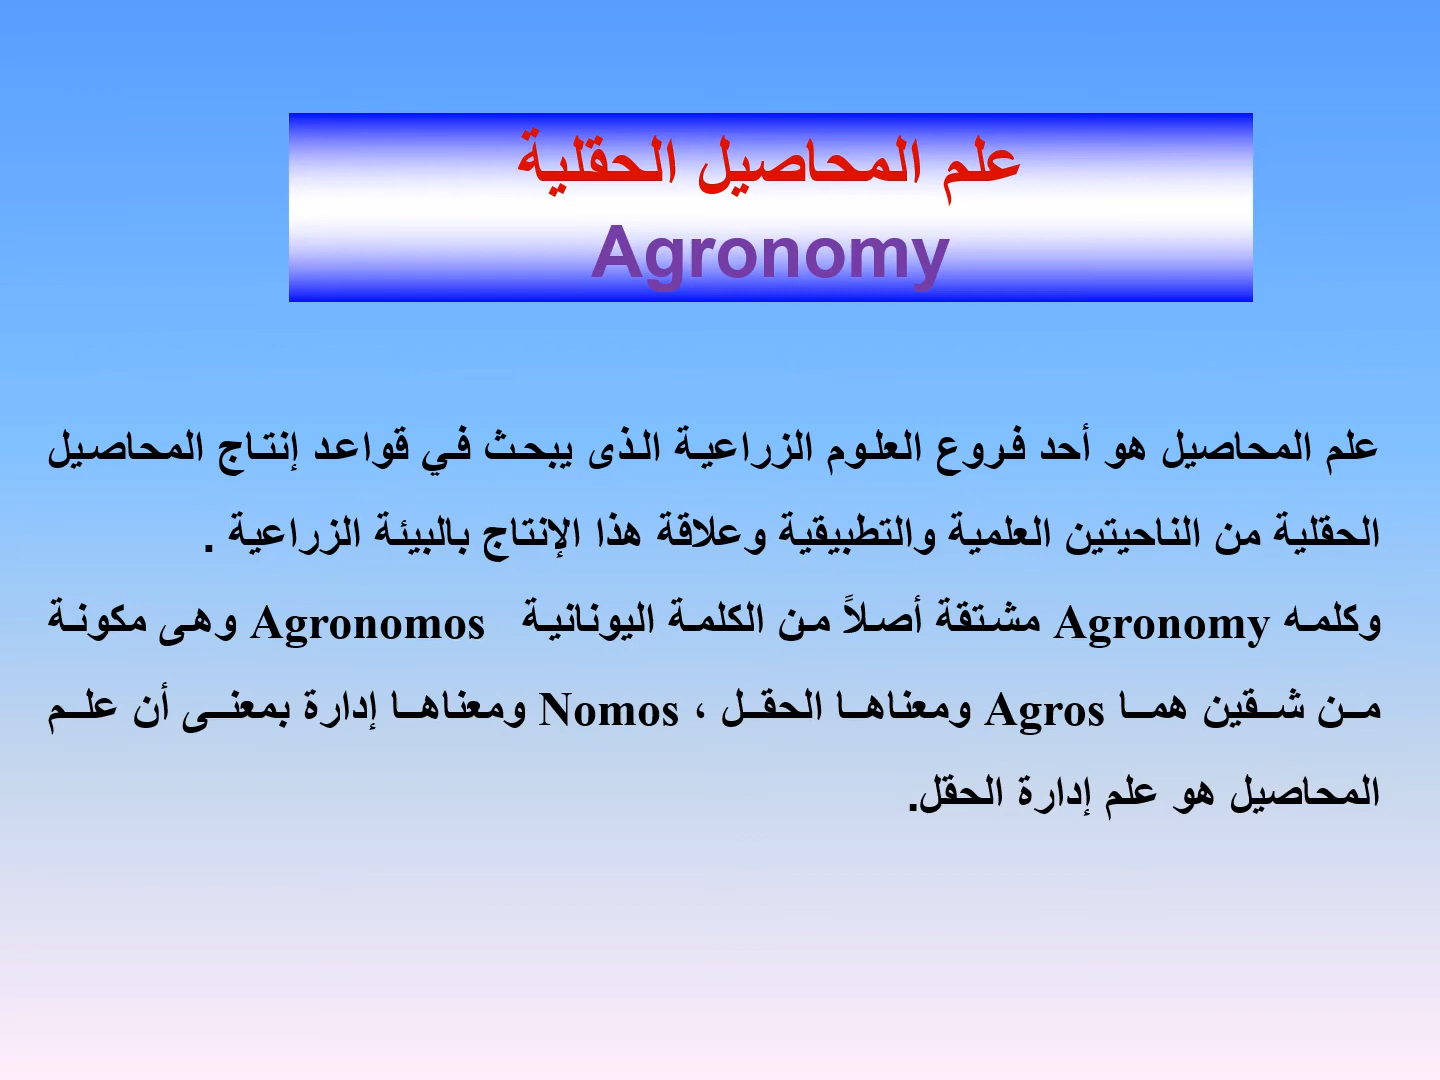 علم المحاصيل الحقلية
Agronomy
علم المحاصيل هو أحد فروع العلوم الزراعية الذى يبحث في قواعد إنتاج المحاصيل
الحقلية من الناحيتين العلمية والتطبيقية وعلاقة هذا الإنتاج بالبيئة الزراعية .
وكلمه Agronomy مشتقة أصلاً من الكلمة اليونانية Agronomos وهى مكونة
من شقين هما Agros ومعناها الحقل ، Nomos ومعناها إدارة بمعنى أن علم
المحاصيل هو علم إدارة الحقل.